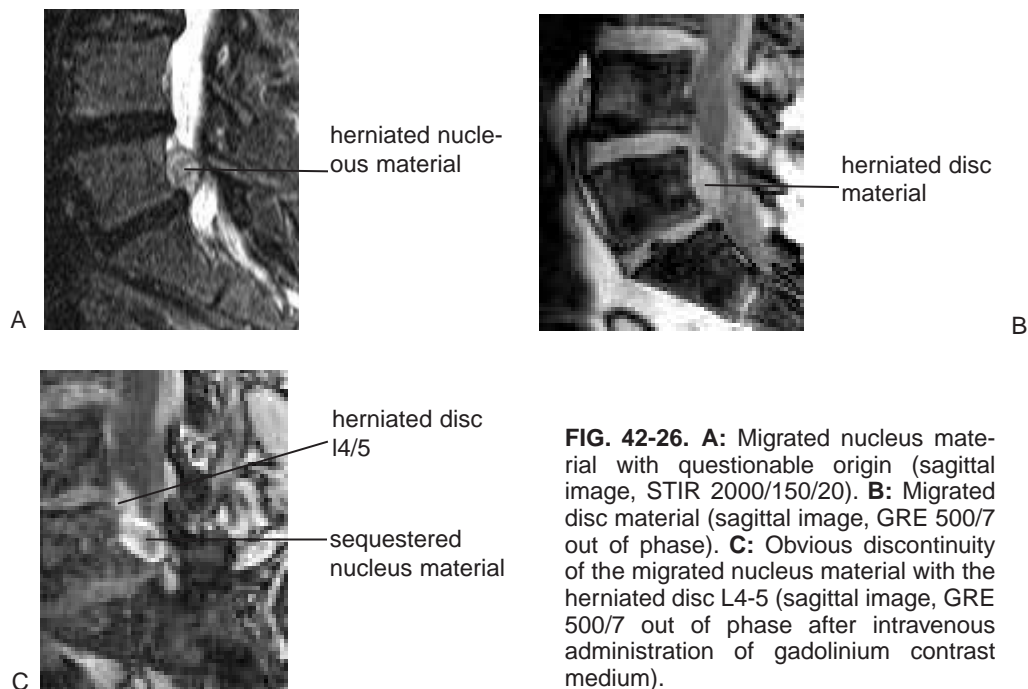 herniated nucle-
ous material
A
herniated disc
material
B
herniated disc
l4/5
sequestered
nucleus material
C
FIG. 42-26. A: Migrated nucleus mate-
rial with questionable origin (sagittal
image, STIR 2000/150/20). B: Migrated
disc material (sagittal image, GRE 500/7
out of phase). C: Obvious discontinuity
of the migrated nucleus material with the
herniated disc L4-5 (sagittal image, GRE
500/7 out of phase after intravenous
administration of gadolinium contrast
medium).